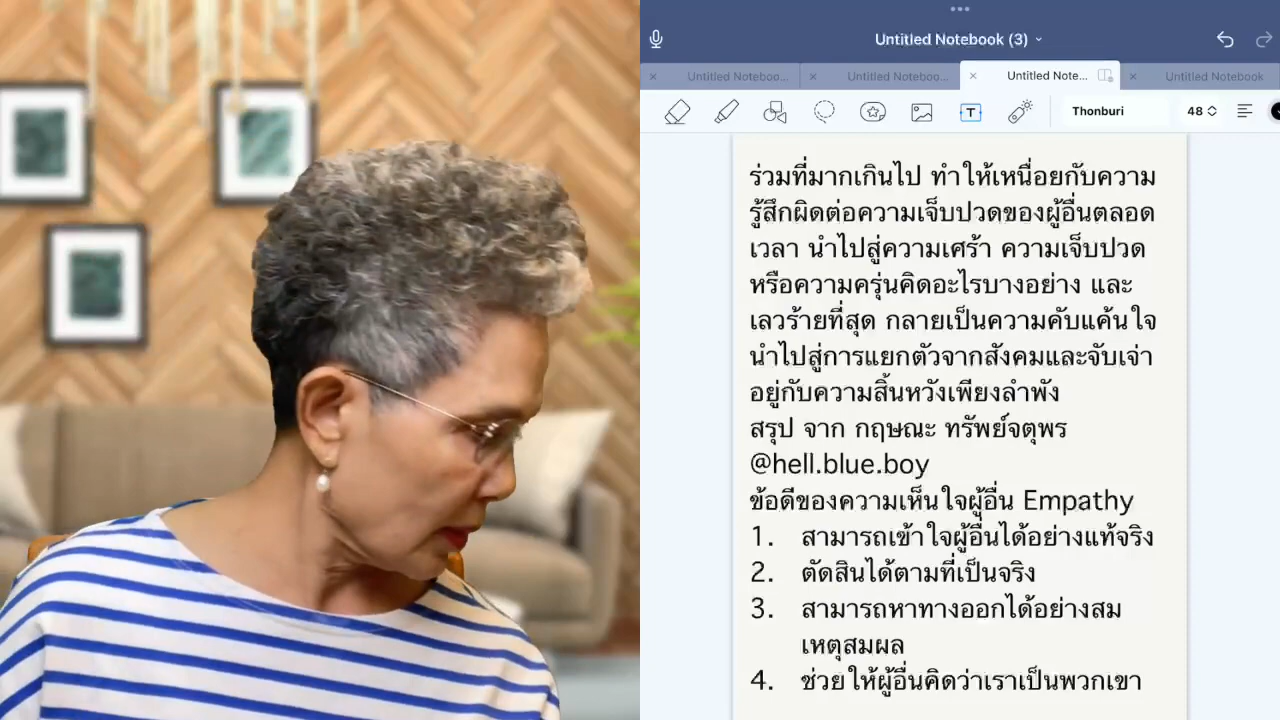 Untitled Notebook (3)
Untitled Noteboo...
Untitled Noteboo...
Untitled Note...
Untitled Notebook
T
Thonburi
48
ร่วมที่มากเกินไป ทำให้เหนื่อยกับความ
รู้สึกผิดต่อความเจ็บปวดของผู้อื่นตลอด
เวลา นำไปสู่ความเศร้า ความเจ็บปวด
หรือความครุ่นคิดอะไรบางอย่าง และ
เลวร้ายที่สุด กลายเป็นความคับแค้นใจ
นำไปสู่การแยกตัวจากสังคมและจับเจ่า
อยู่กับความสิ้นหวังเพียงลำพัง
สรุป จาก กฤษณะ ทรัพย์จตุพร
@hell.blue.boy
ข้อดีของความเห็นใจผู้อื่น Empathy
1. สามารถเข้าใจผู้อื่นได้อย่างแท้จริง
2. ตัดสินได้ตามที่เป็นจริง
3. สามารถหาทางออกได้อย่างสม
เหตุสมผล
4. ช่วยให้ผู้อื่นคิดว่าเราเป็นพวกเขา